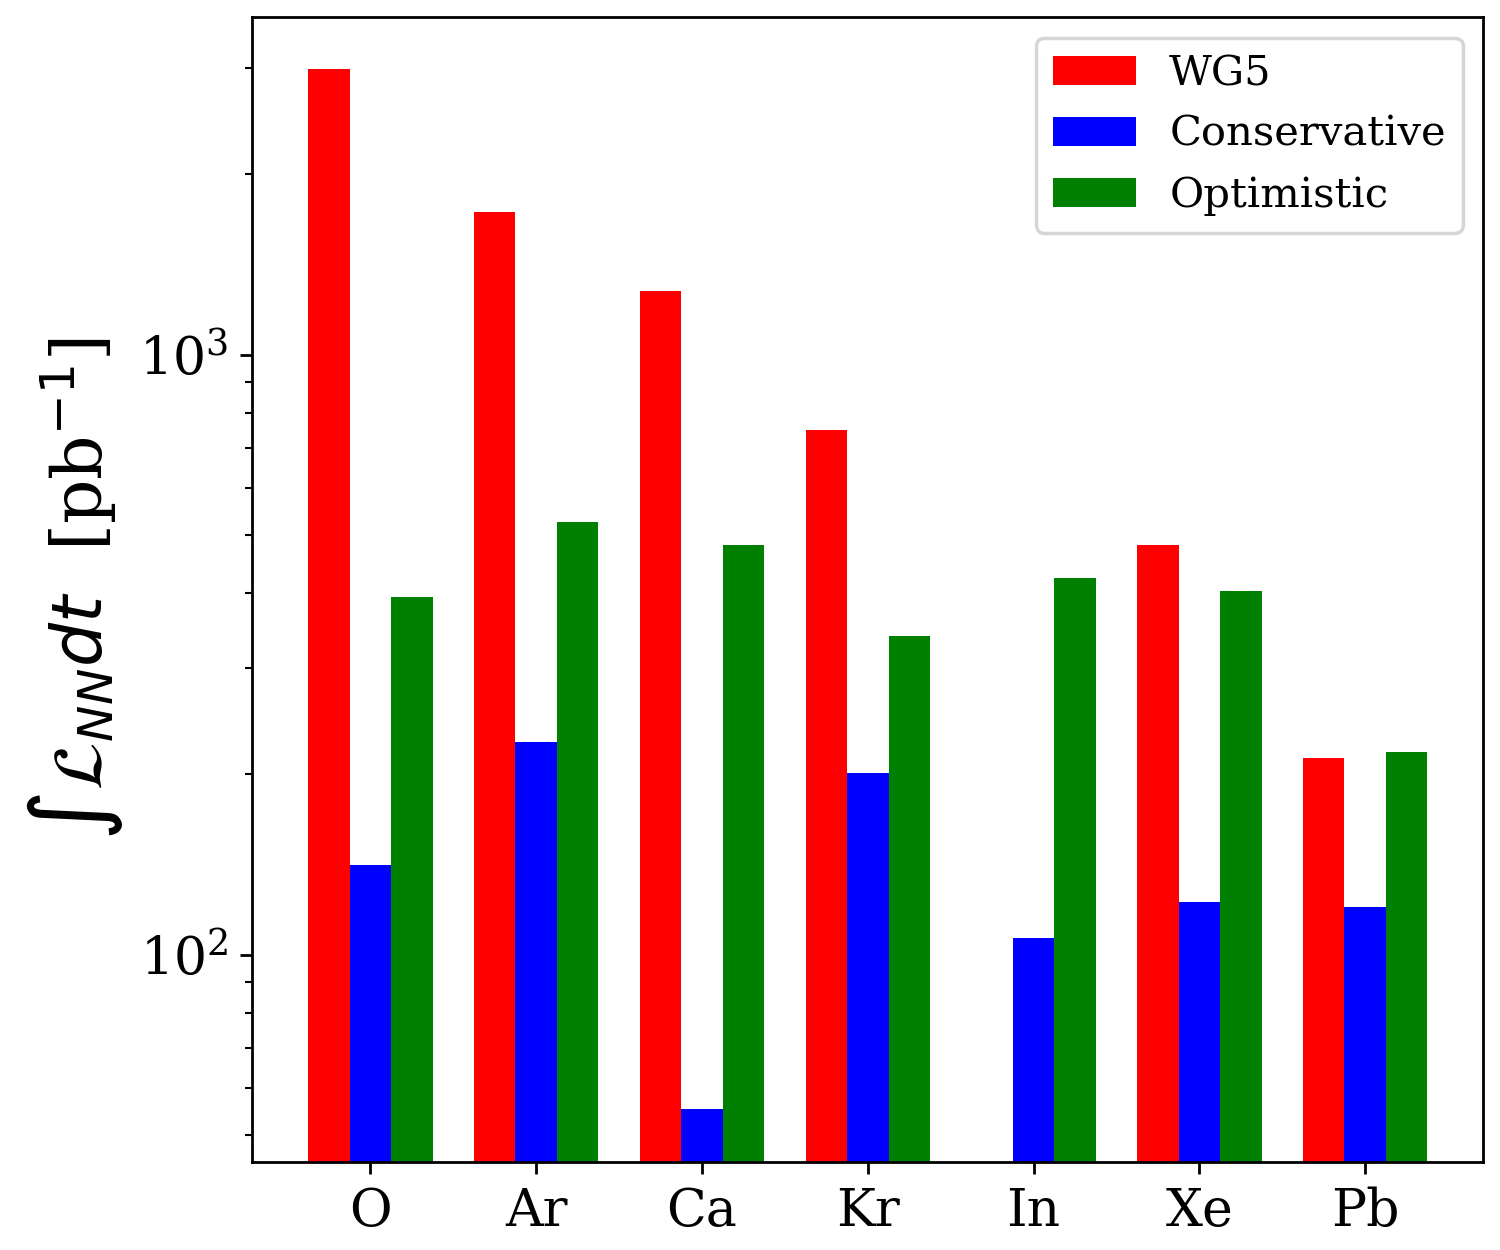 ∫ℒ_NN dt [pb⁻¹]
10³
10²
WG5
Conservative
Optimistic
O Ar Ca Kr In Xe Pb